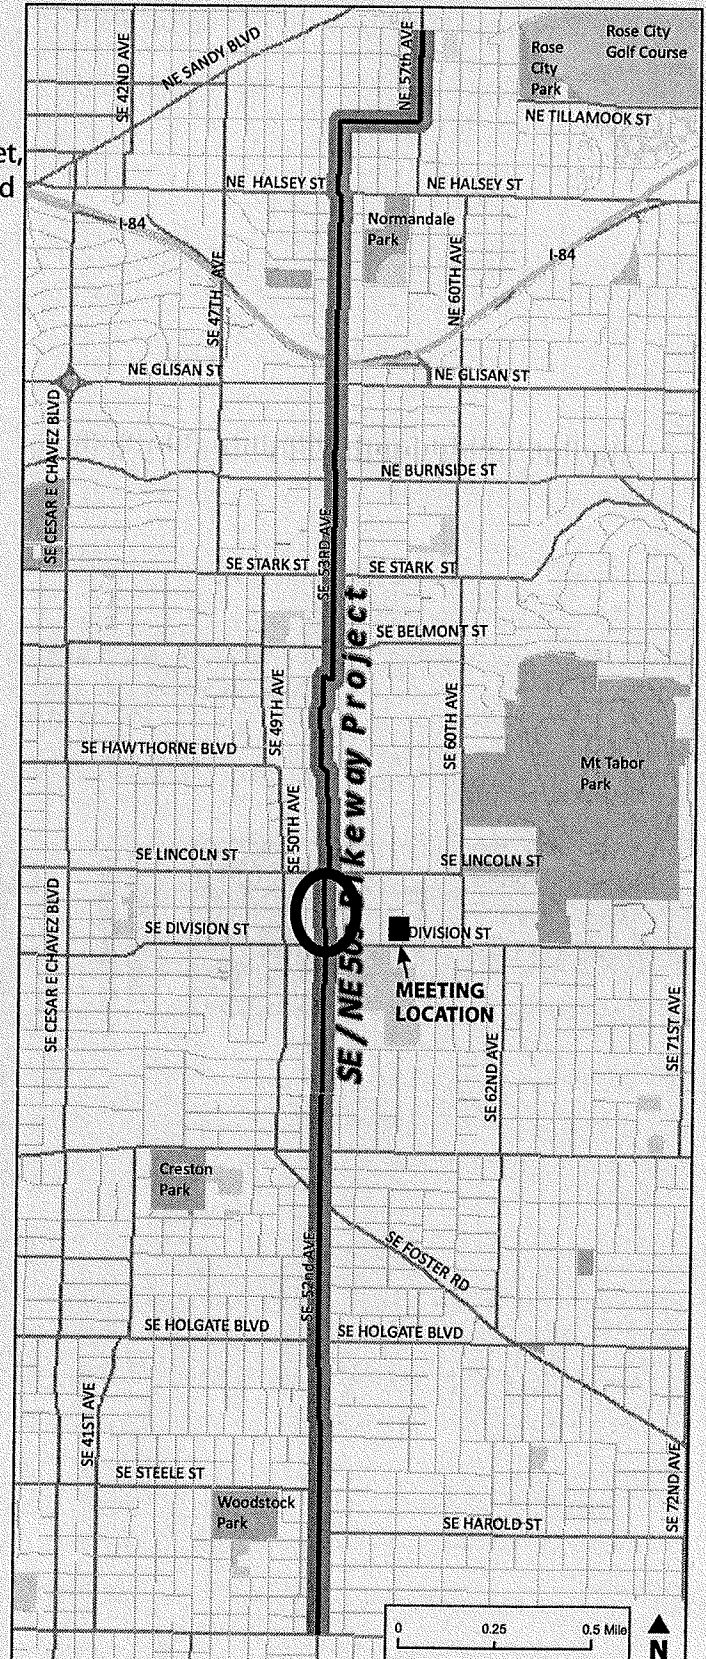 et,
d
SE 42ND AVE
NE SANDY BLVD
NE 57th AVE
Rose City
Golf Course
Rose
City
Park
NE TILLAMOOK ST
NE HALSEY ST
NE HALSEY ST
Normandale
Park
I-84
I-84
SE 47TH AVE
NE 60TH AVE
NE GLISAN ST
NE GLISAN ST
SE CESAR E CHAVEZ BLVD
NE BURNSIDE ST
SE 53RD AVE
SE STARK ST
SE STARK ST
SE BELMONT ST
SE / NE 50s Bikeway Project
SE 49TH AVE
SE 60TH AVE
SE HAWTHORNE BLVD
Mt Tabor
Park
SE 50TH AVE
SE LINCOLN ST
SE LINCOLN ST
SE CESAR E CHAVEZ BLVD
SE DIVISION ST
DIVISION ST
MEETING
LOCATION
SE 62ND AVE
SE 71ST AVE
Creston
Park
SE 52nd AVE
SE FOSTER RD
SE HOLGATE BLVD
SE HOLGATE BLVD
SE 41ST AVE
SE STEELE ST
Woodstock
Park
SE HAROLD ST
SE 72ND AVE
0 0.25 0.5 Mile
N